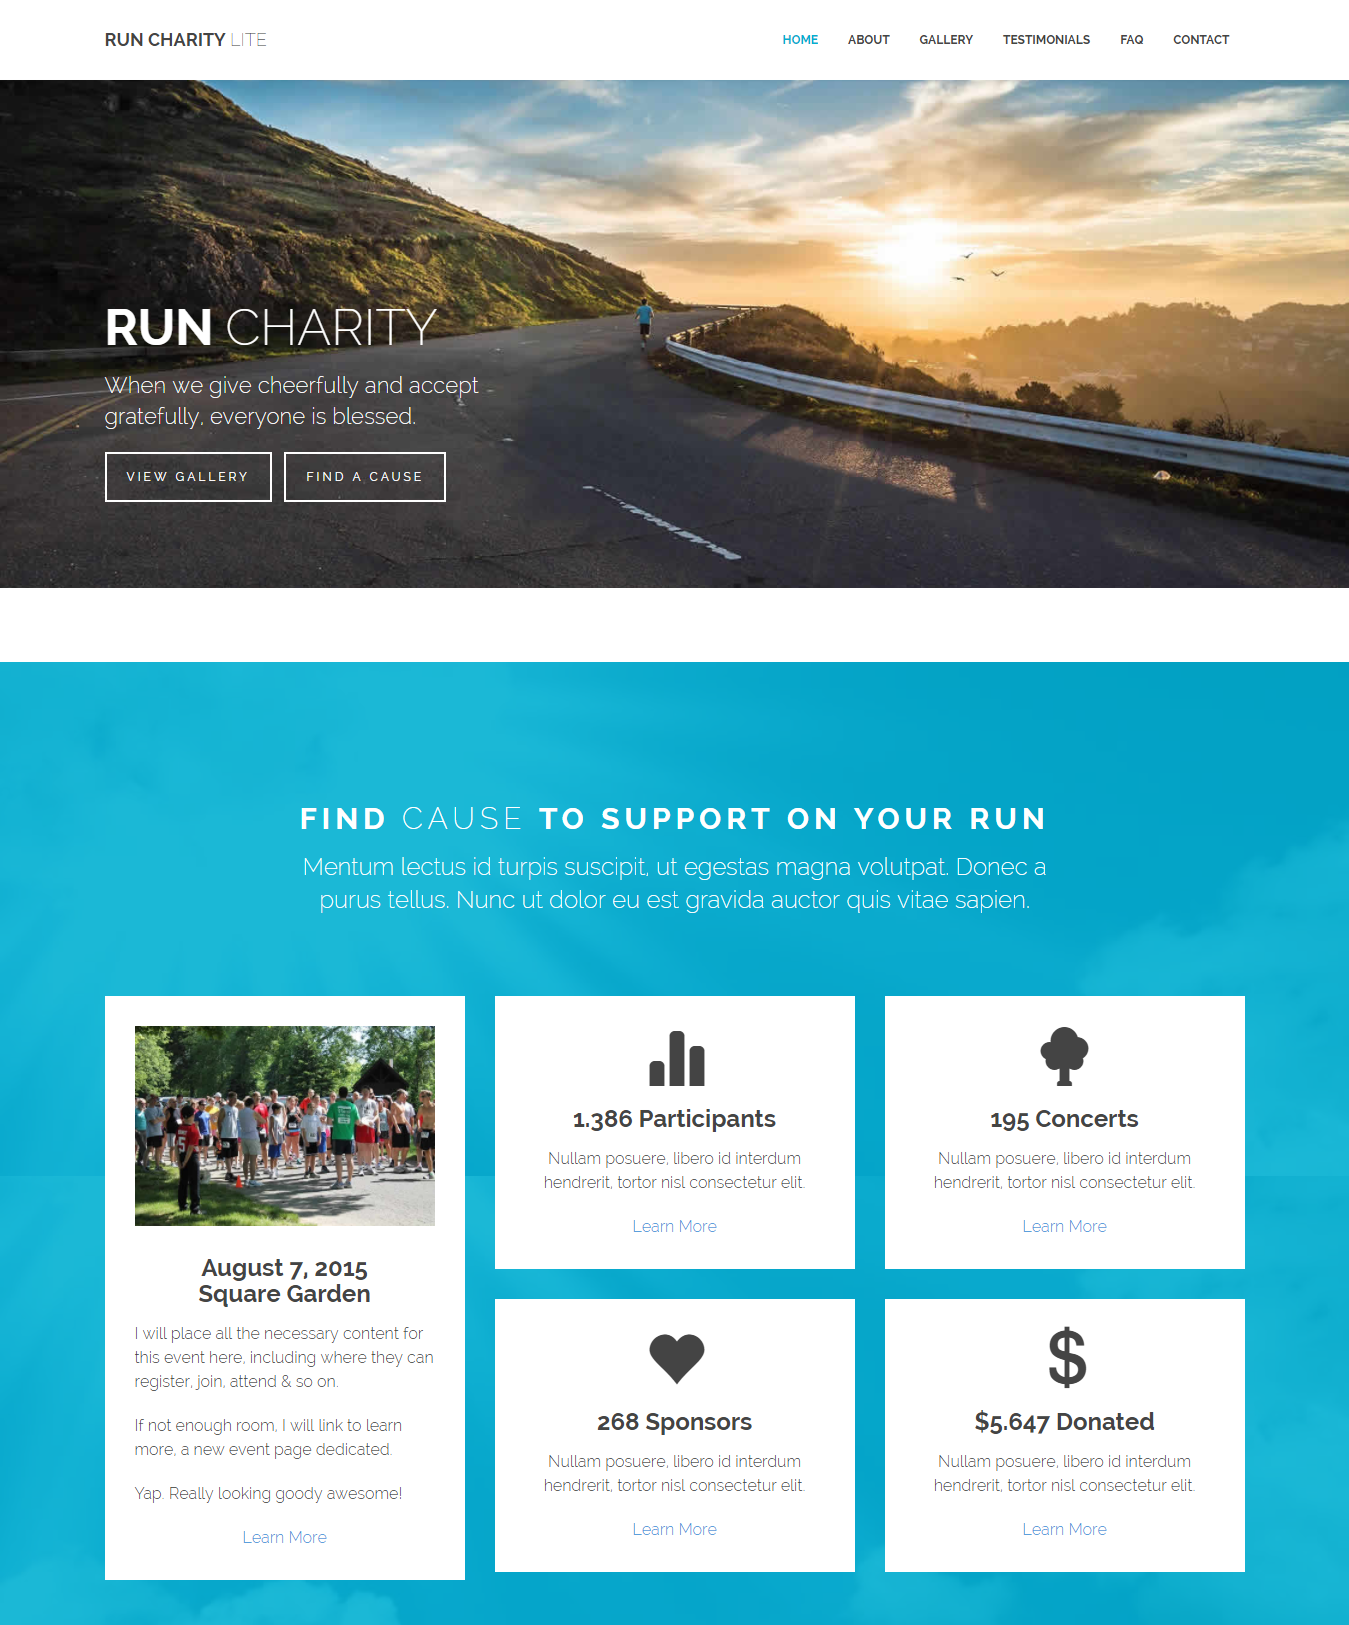 RUN CHARITY LITE
HOME ABOUT GALLERY TESTIMONIALS FAQ CONTACT
RUN CHARITY
When we give cheerfully and accept
gratefully, everyone is blessed.
VIEW GALLERY FIND A CAUSE
FIND CAUSE TO SUPPORT ON YOUR RUN
Mentum lectus id turpis suscipit, ut egestas magna volutpat. Donec a
purus tellus. Nunc ut dolor eu est gravida auctor quis vitae sapien.
August 7, 2015
Square Garden
I will place all the necessary content for
this event here, including where they can
register, join, attend & so on.
If not enough room, I will link to learn
more, a new event page dedicated.
Yap. Really looking goody awesome!
Learn More
1.386 Participants
Nullam posuere, libero id interdum
hendrerit, tortor nisl consectetur elit.
Learn More
195 Concerts
Nullam posuere, libero id interdum
hendrerit, tortor nisl consectetur elit.
Learn More
268 Sponsors
Nullam posuere, libero id interdum
hendrerit, tortor nisl consectetur elit.
Learn More
$
$5.647 Donated
Nullam posuere, libero id interdum
hendrerit, tortor nisl consectetur elit.
Learn More